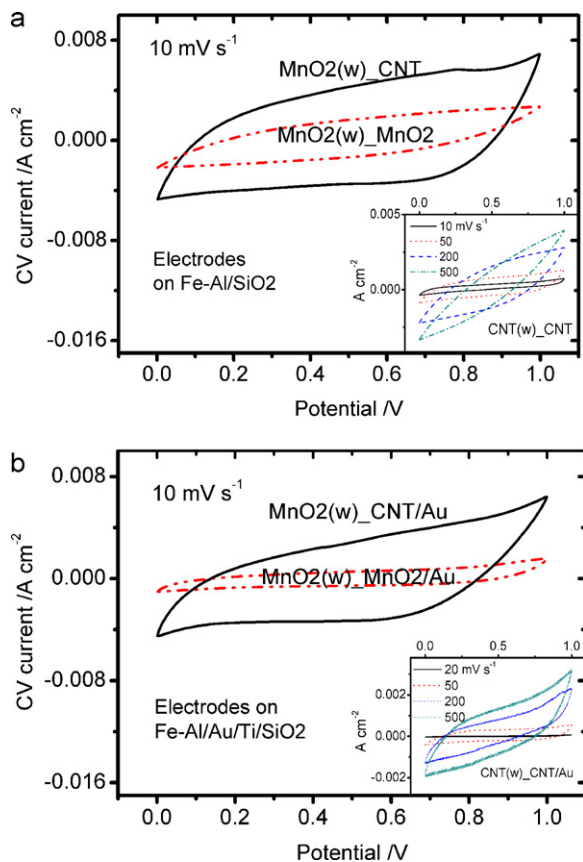 a
0.008
0.000
-0.008
-0.016
CV current /A cm⁻²
10 mV s⁻¹
MnO2(w)_CNT
MnO2(w)_MnO2
Electrodes
on Fe-Al/SiO2
0.0 0.5 1.0
0.005
0.000
A cm⁻²
10 mV s⁻¹
50
200
500
CNT(w)_CNT
0.0 0.2 0.4 0.6 0.8 1.0
Potential /V
b
0.008
0.000
-0.008
-0.016
CV current /A cm⁻²
10 mV s⁻¹
MnO2(w)_CNT/Au
MnO2(w)_MnO2/Au
Electrodes on
Fe-Al/Au/Ti/SiO2
0.0 0.5 1.0
0.002
0.000
-0.002
A cm⁻²
20 mV s⁻¹
50
200
500
CNT(w)_CNT/Au
0.0 0.2 0.4 0.6 0.8 1.0
Potential /V